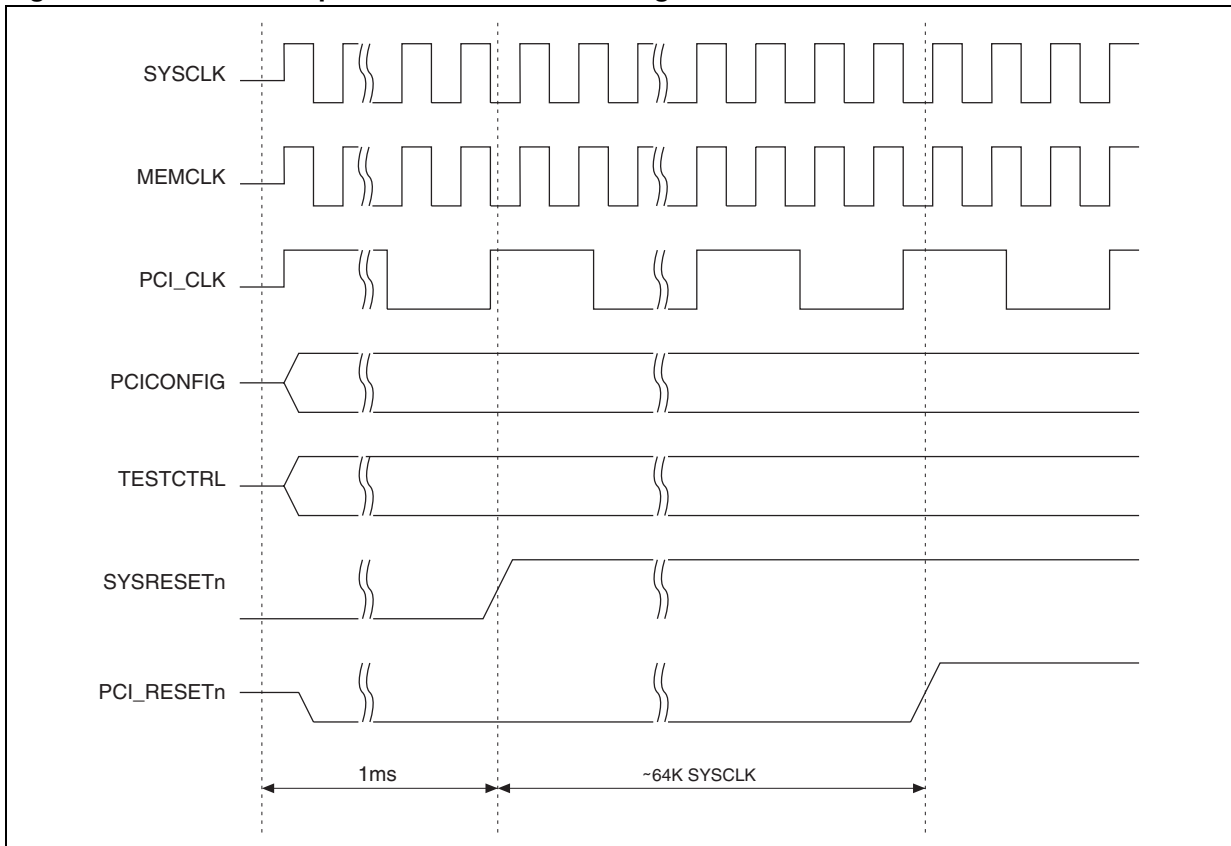 SYSCLK
MEMCLK
PCI_CLK
PCICONFIG
TESTCTRL
SYSRESETn
PCI_RESETn
1ms
~64K SYSCLK